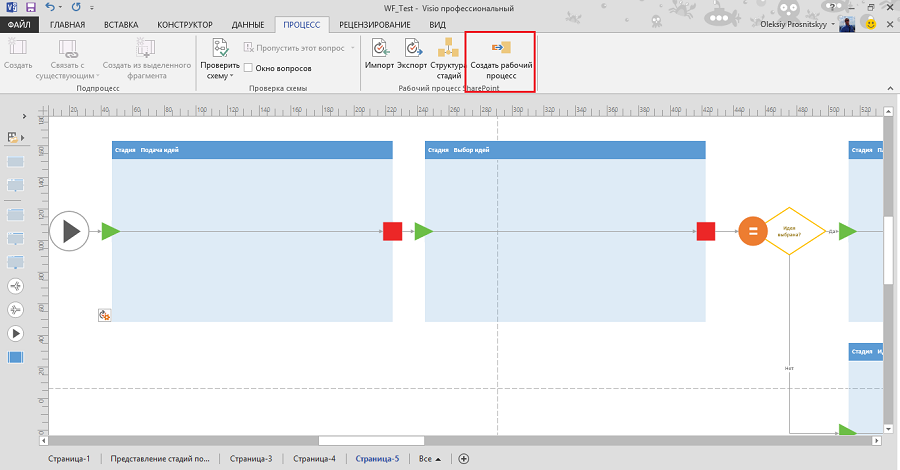 WF_Test - Visio профессиональный
ФАЙЛ ГЛАВНАЯ ВСТАВКА КОНСТРУКТОР ДАННЫЕ ПРОЦЕСС РЕЦЕНЗИРОВАНИЕ ВИД
Oleksiy Prosnitskyy
Создать
Связать с существующим
Создать из выделенного фрагмента
Подпроцесс
Проверить схему
Пропустить этот вопрос
Окно вопросов
Проверка схемы
Импорт
Экспорт
Структура стадий
Создать рабочий процесс
Рабочий процесс SharePoint
Стадия Подача идей
Стадия Выбор идей
Стадия
Идея
выбрана?
Да
Стадия
Нет
Страница-1 Представление стадий по... Страница-3 Страница-4 Страница-5 Все